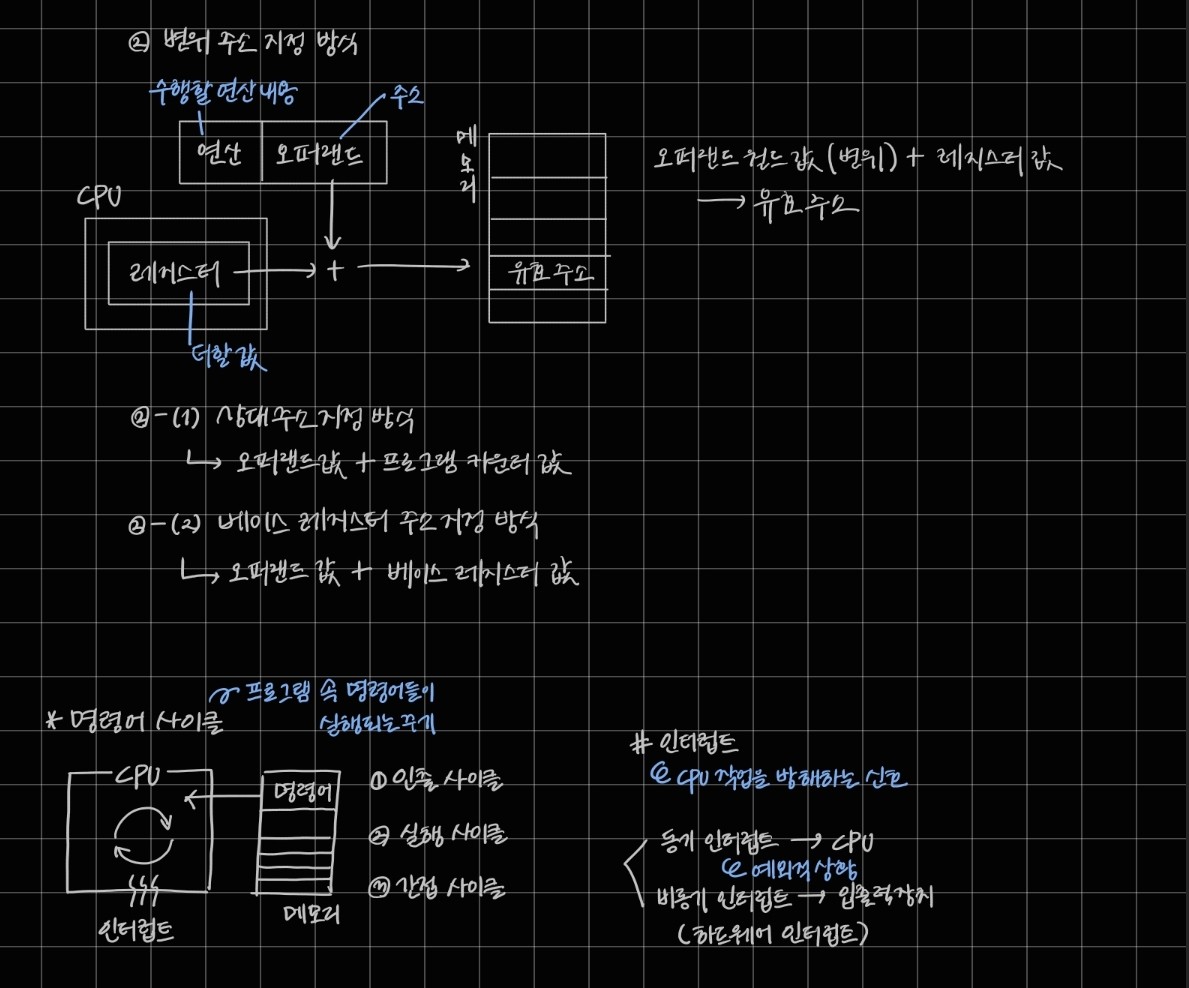 ② 변위 주소 지정 방식
수행할 연산 내용
주소
연산 오퍼랜드
메모리
오퍼랜드 필드 값 (변위) + 레지스터 값
→ 유효 주소
CPU
레지스터 → + → 유효 주소
더할 값
②-(1) 상대 주소 지정 방식
↳ 오퍼랜드 값 + 프로그램 카운터 값
②-(2) 베이스 레지스터 주소 지정 방식
↳ 오퍼랜드 값 + 베이스 레지스터 값
프로그램 속 명령어들이
실행되는 주기
* 명령어 사이클
CPU
명령어
① 인출 사이클
② 실행 사이클
③ 간접 사이클
메모리
인터럽트
# 인터럽트
CPU 작업을 방해하는 신호
동기 인터럽트 → CPU
예외적 상황
비동기 인터럽트 → 입출력장치
(하드웨어 인터럽트)